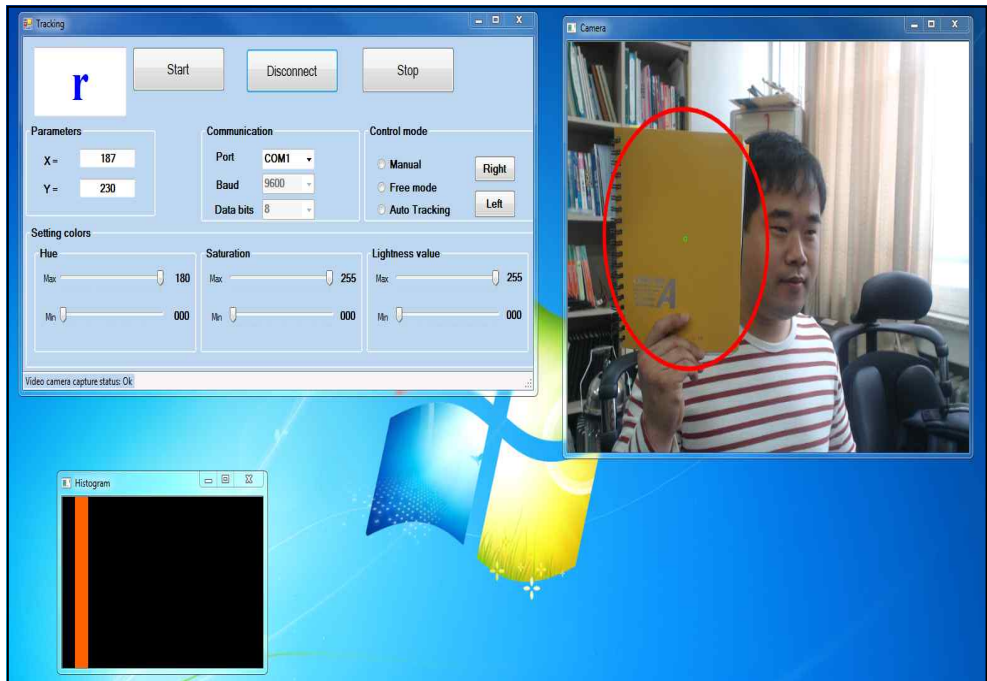 Tracking
r
Start
Disconnect
Stop
Parameters
X = 187
Y = 230
Communication
Port COM1
Baud 9600
Data bits 8
Control mode
Manual
Free mode
Auto Tracking
Right
Left
Setting colors
Hue
Max 180
Min 000
Saturation
Max 255
Min 000
Lightness value
Max 255
Min 000
Video camera capture status: Ok
Camera
A
Histogram